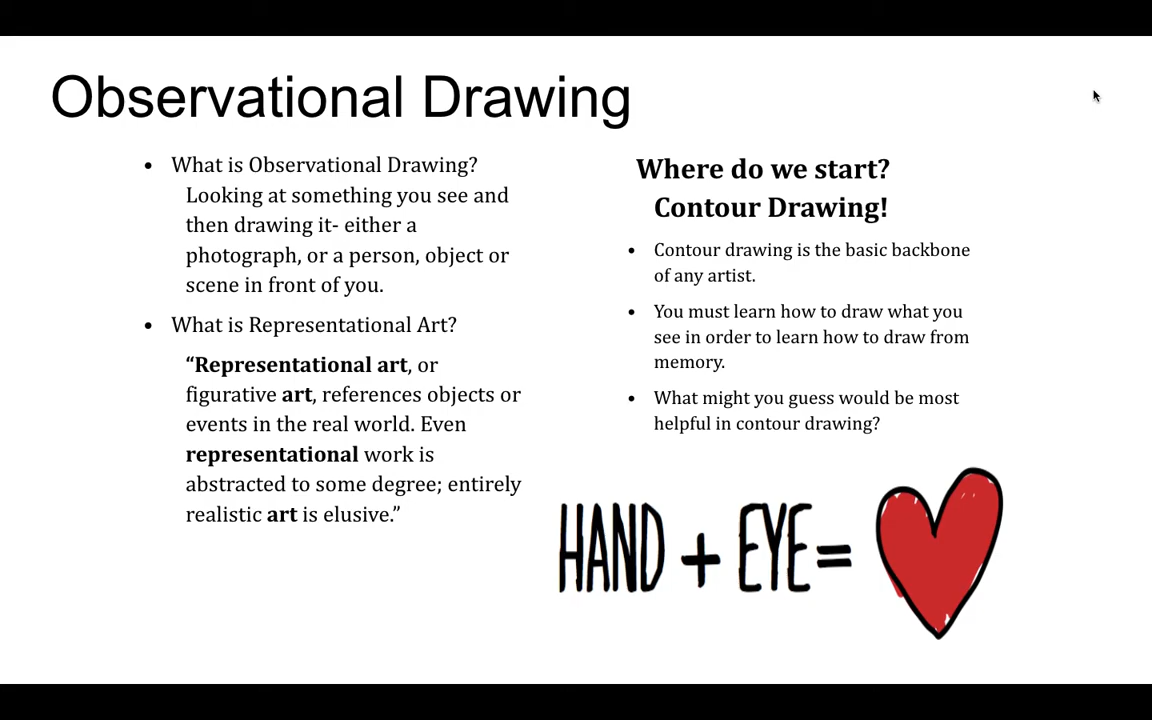 Observational Drawing
• What is Observational Drawing?
Looking at something you see and
then drawing it- either a
photograph, or a person, object or
scene in front of you.
• What is Representational Art?
“Representational art, or
figurative art, references objects or
events in the real world. Even
representational work is
abstracted to some degree; entirely
realistic art is elusive.”
Where do we start?
Contour Drawing!
• Contour drawing is the basic backbone
of any artist.
• You must learn how to draw what you
see in order to learn how to draw from
memory.
• What might you guess would be most
helpful in contour drawing?
HAND + EYE=